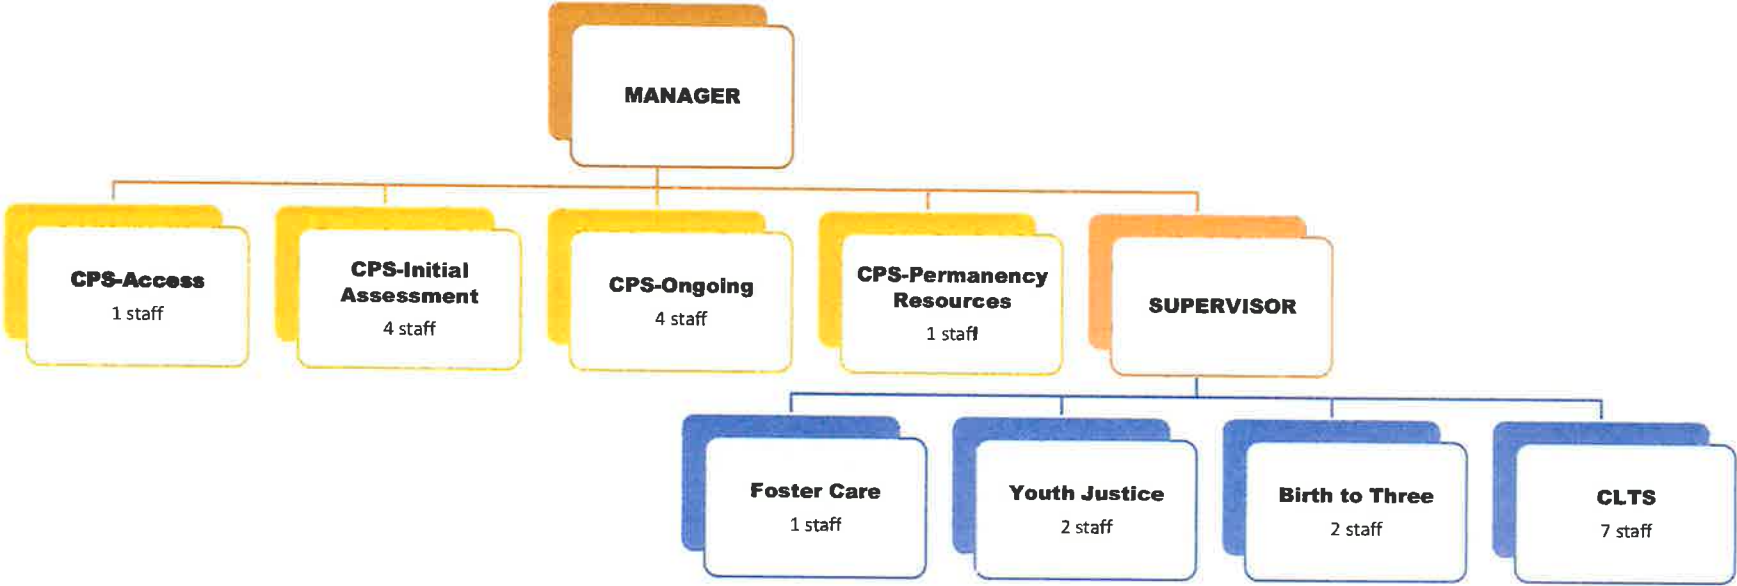 MANAGER
CPS-Access
1 staff
CPS-Initial
Assessment
4 staff
CPS-Ongoing
4 staff
CPS-Permanency
Resources
1 staff
SUPERVISOR
Foster Care
1 staff
Youth Justice
2 staff
Birth to Three
2 staff
CLTS
7 staff